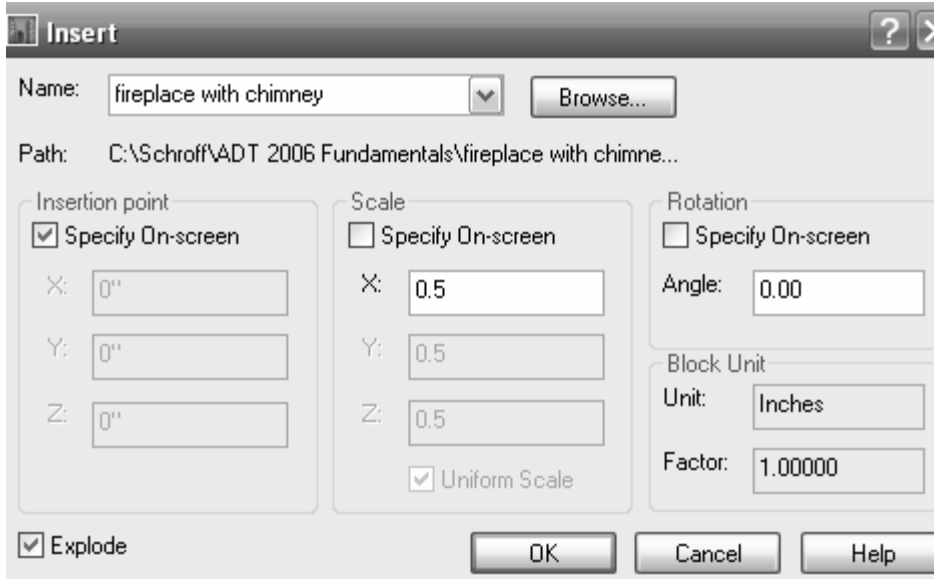 Insert
Name: fireplace with chimney Browse...
Path: C:\Schroff\ADT 2006 Fundamentals\fireplace with chimne...
Insertion point Scale Rotation
Specify On-screen Specify On-screen Specify On-screen
X: 0" X: 0.5 Angle: 0.00
Y: 0" Y: 0.5
Block Unit
Unit: Inches
Z: 0" Z: 0.5
Factor: 1.00000
Uniform Scale
Explode OK Cancel Help